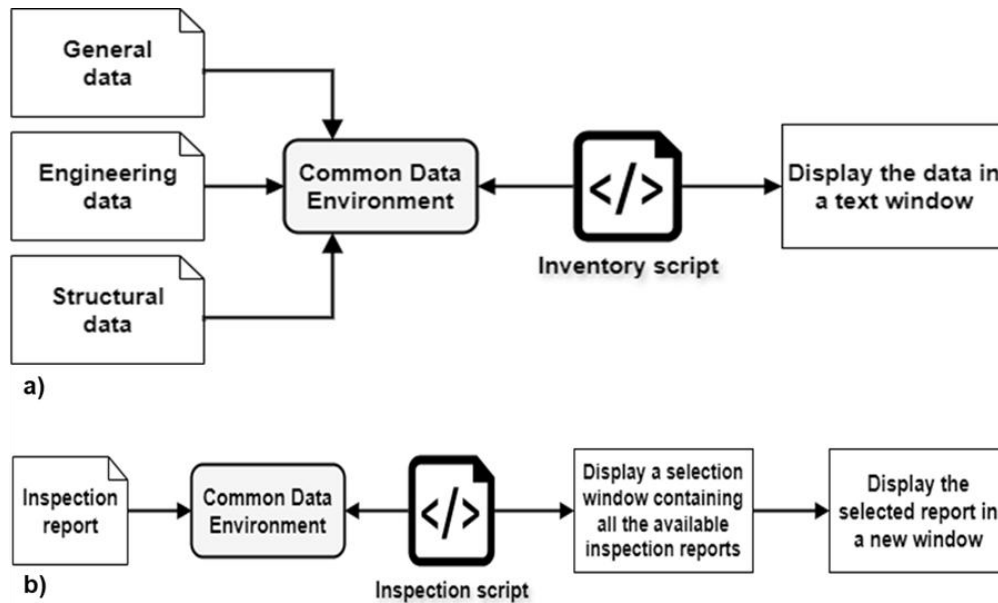 General
data
Engineering
data
Structural
data
Common Data
Environment
</>
Inventory script
Display the data in
a text window
a)
Inspection
report
Common Data
Environment
</>
Inspection script
Display a selection
window containing
all the available
inspection reports
Display the
selected report in
a new window
b)